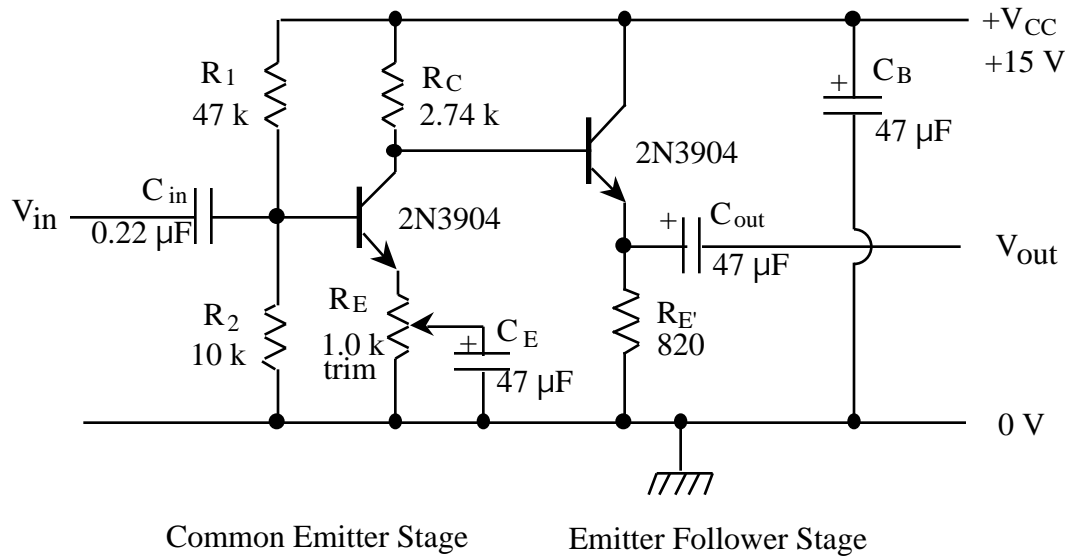 +VCC
+15 V
R1
47 k
RC
2.74 k
CB
+
47 µF
2N3904
Cin
Vin
0.22 µF
2N3904
+
Cout
47 µF
Vout
R2
10 k
RE
1.0 k
trim
+
CE
47 µF
RE'
820
0 V
Common Emitter Stage
Emitter Follower Stage